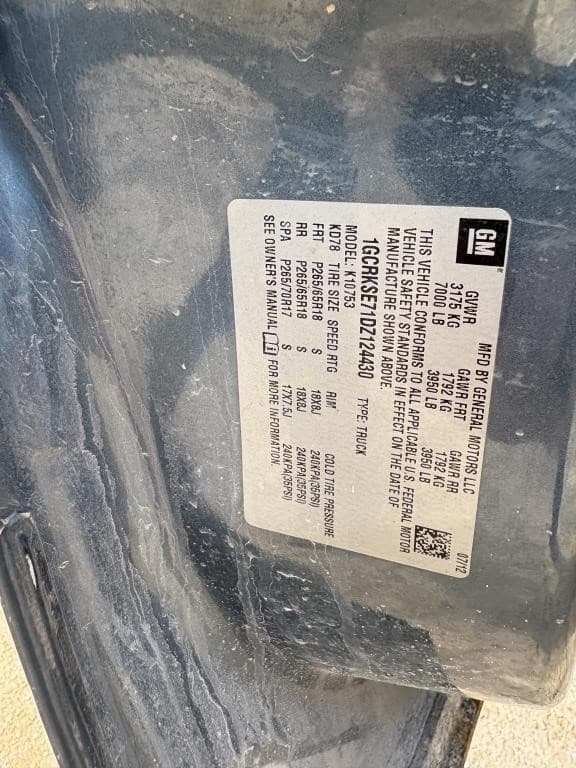 GM MFD BY GENERAL MOTORS LLC 07/12
GVWR GAWR FRT GAWR RR
3175 KG 1792 KG 1792 KG
7000 LB 3950 LB 3950 LB
THIS VEHICLE CONFORMS TO ALL APPLICABLE U.S. FEDERAL MOTOR
VEHICLE SAFETY STANDARDS IN EFFECT ON THE DATE OF
MANUFACTURE SHOWN ABOVE.
1GCRKSE71DZ124430 TYPE: TRUCK
MODEL: K10753
KD78 TIRE SIZE SPEED RTG RIM COLD TIRE PRESSURE
FRT P265/65R18 S 18X8J 240KPA(35PSI)
RR P265/65R18 S 18X8J 240KPA(35PSI)
SPA P265/70R17 S 17X7.5J 240KPA(35PSI)
SEE OWNER'S MANUAL FOR MORE INFORMATION.